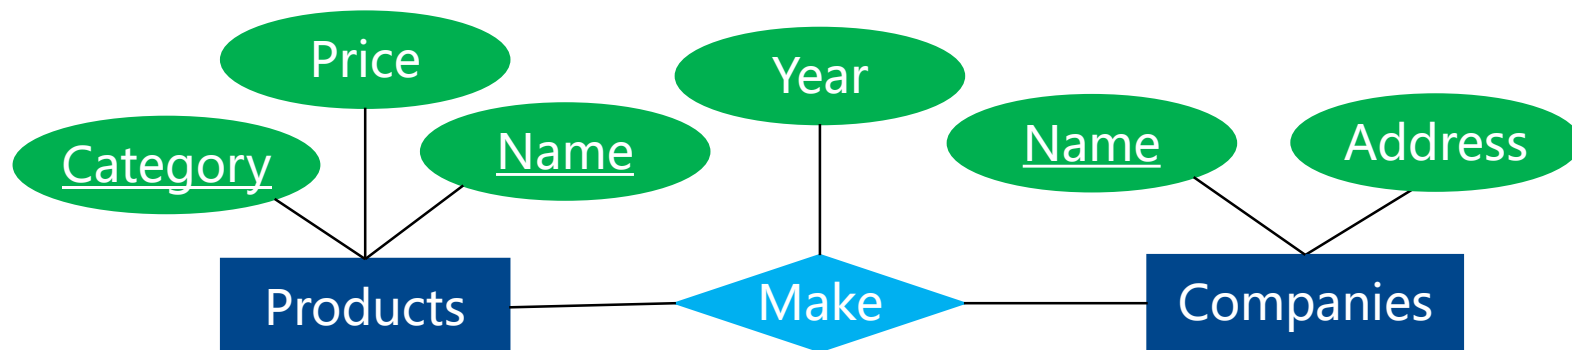 Price
Year
Category
Name
Name
Address
Products
Make
Companies